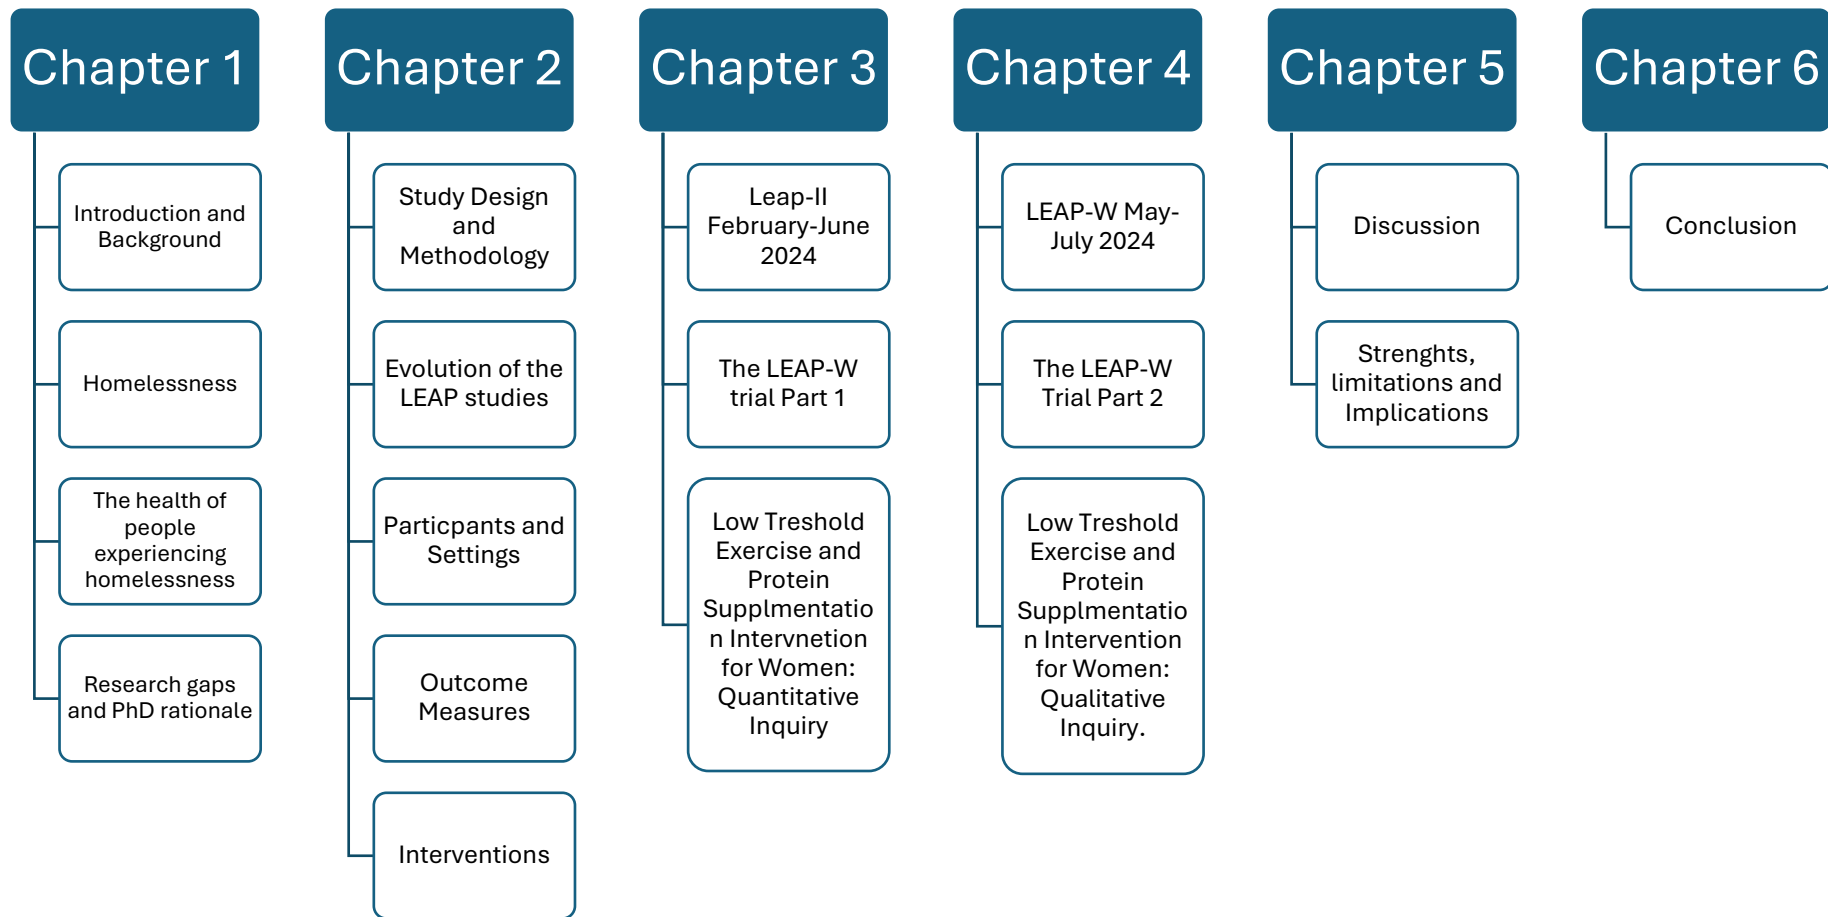 Chapter 1
Introduction and
Background
Homelessness
The health of
people
experiencing
homelessness
Research gaps
and PhD rationale
Chapter 2
Study Design
and
Methodology
Evolution of the
LEAP studies
Particpants and
Settings
Outcome
Measures
Interventions
Chapter 3
Leap-II
February-June
2024
The LEAP-W
trial Part 1
Low Treshold
Exercise and
Protein
Supplmentatio
n Intervnetion
for Women:
Quantitative
Inquiry
Chapter 4
LEAP-W May-
July 2024
The LEAP-W
Trial Part 2
Low Treshold
Exercise and
Protein
Supplmentatio
n Intervention
for Women:
Qualitative
Inquiry.
Chapter 5
Discussion
Strenghts,
limitations and
Implications
Chapter 6
Conclusion